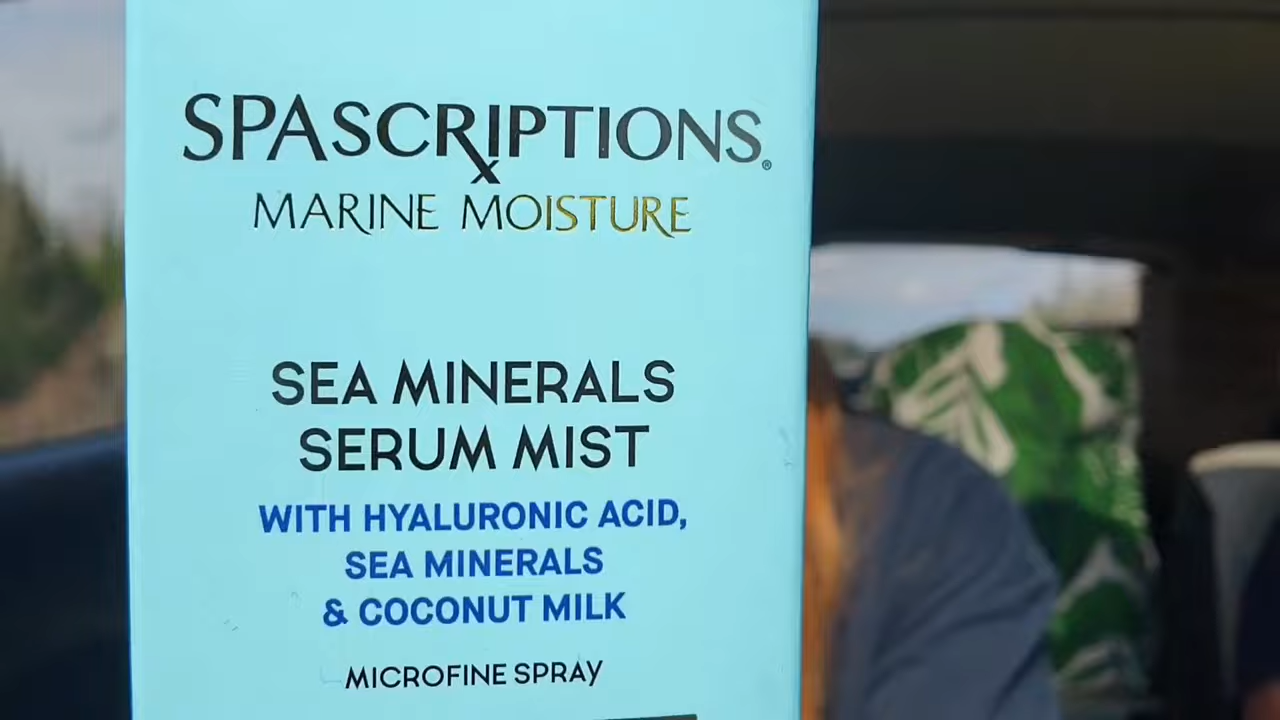 SPASCRIPTIONS®
MARINE MOISTURE
SEA MINERALS
SERUM MIST
WITH HYALURONIC ACID,
SEA MINERALS
& COCONUT MILK
MICROFINE SPRAY